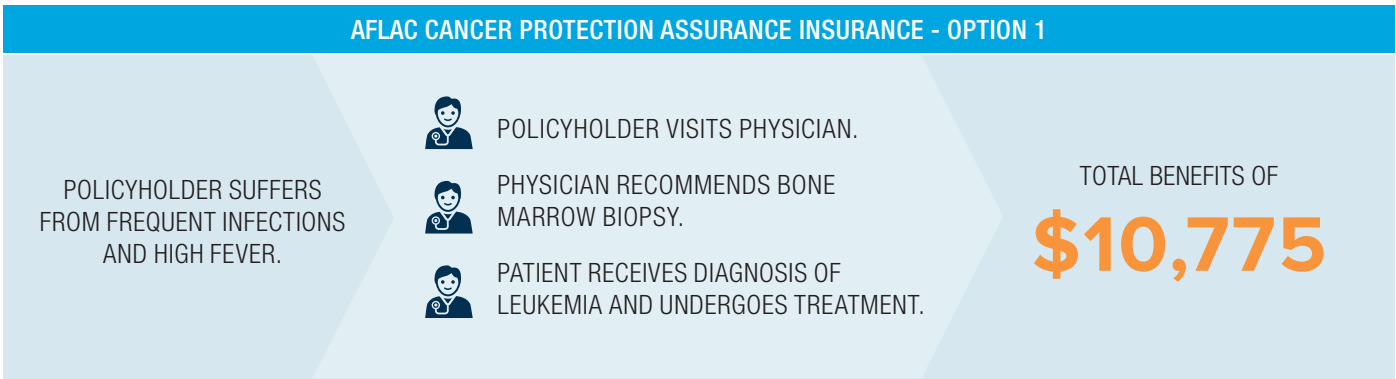 AFLAC CANCER PROTECTION ASSURANCE INSURANCE - OPTION 1
POLICYHOLDER SUFFERS
FROM FREQUENT INFECTIONS
AND HIGH FEVER.
POLICYHOLDER VISITS PHYSICIAN.
PHYSICIAN RECOMMENDS BONE
MARROW BIOPSY.
PATIENT RECEIVES DIAGNOSIS OF
LEUKEMIA AND UNDERGOES TREATMENT.
TOTAL BENEFITS OF
$10,775